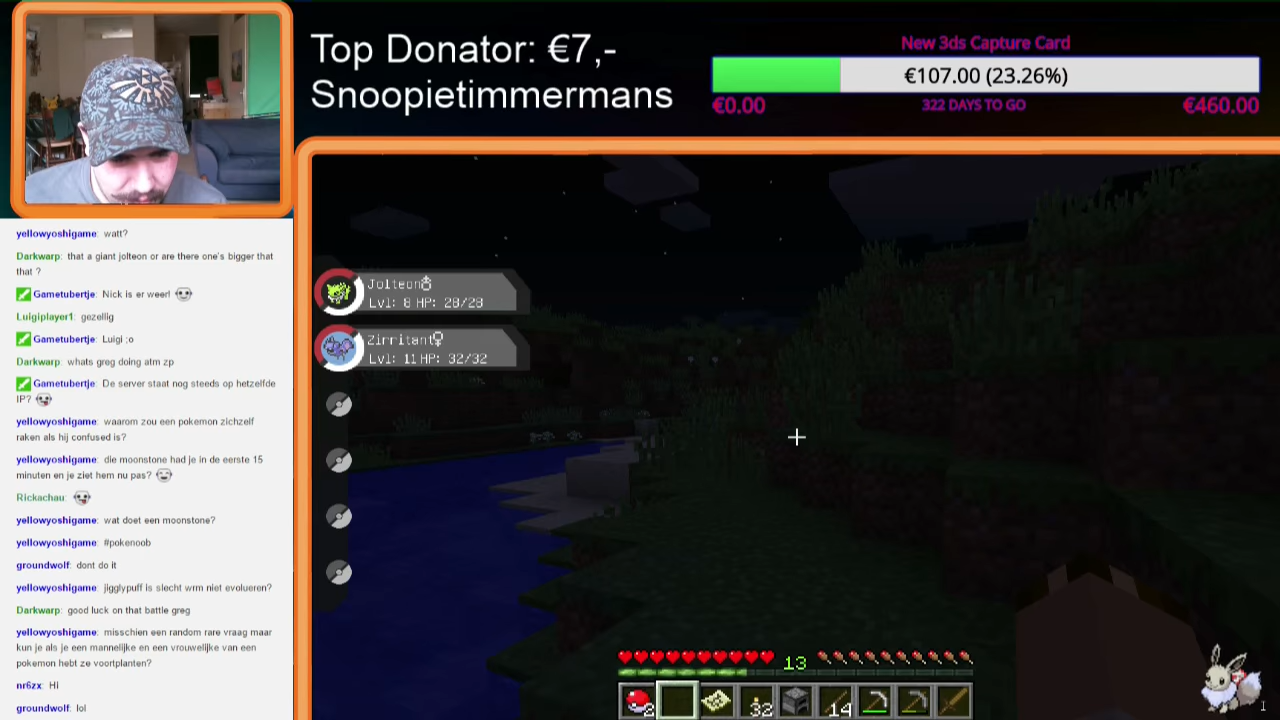 Top Donator: €7,-
Snoopietimmermans
New 3ds Capture Card
€107.00 (23.26%)
€0.00
322 DAYS TO GO
€460.00
yellowyoshigame: watt?
Darkwarp: that a giant jolteon or are there one's bigger that
that ?
Gametubertje: Nick is er weer!
Luigiplayer1: gezellig
Gametubertje: Luigi ;o
Darkwarp: whats greg doing atm zp
Gametubertje: De server staat nog steeds op hetzelfde
IP?
yellowyoshigame: waarom zou een pokemon zichzelf
raken als hij confused is?
yellowyoshigame: die moonstone had je in de eerste 15
minuten en je ziet hem nu pas?
Rickachau:
yellowyoshigame: wat doet een moonstone?
yellowyoshigame: #pokenoob
groundwolf: dont do it
yellowyoshigame: jigglypuff is slecht wrm niet evolueren?
Darkwarp: good luck on that battle greg
yellowyoshigame: misschien een random rare vraag maar
kun je als je een mannelijke en een vrouwelijke van een
pokemon hebt ze voortplanten?
nr6zx: Hi
groundwolf: lol
Jolteon♂
Lvl: 8 HP: 28/28
Zirritant♀
Lvl: 11 HP: 32/32
13
2
32
14
1